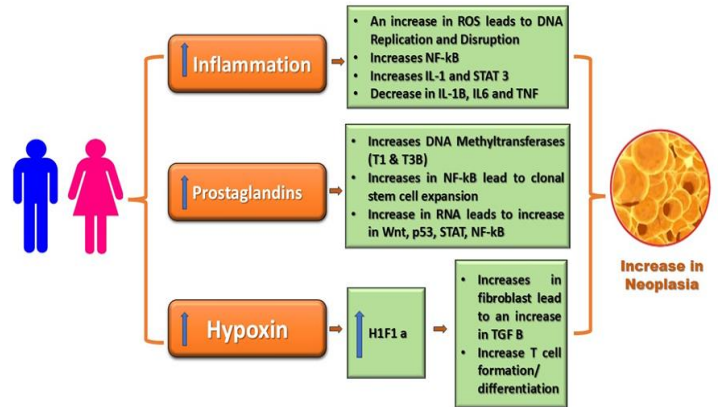 Inflammation
• An increase in ROS leads to DNA
Replication and Disruption
• Increases NF-kB
• Increases IL-1 and STAT 3
• Decrease in IL-1B, IL6 and TNF
Prostaglandins
• Increases DNA Methyltransferases
(T1 & T3B)
• Increases in NF-kB lead to clonal
stem cell expansion
• Increase in RNA leads to increase
in Wnt, p53, STAT, NF-kB
Hypoxin
H1F1 a
• Increases in
fibroblast lead
to an increase
in TGF B
• Increase T cell
formation/
differentiation
Increase in
Neoplasia